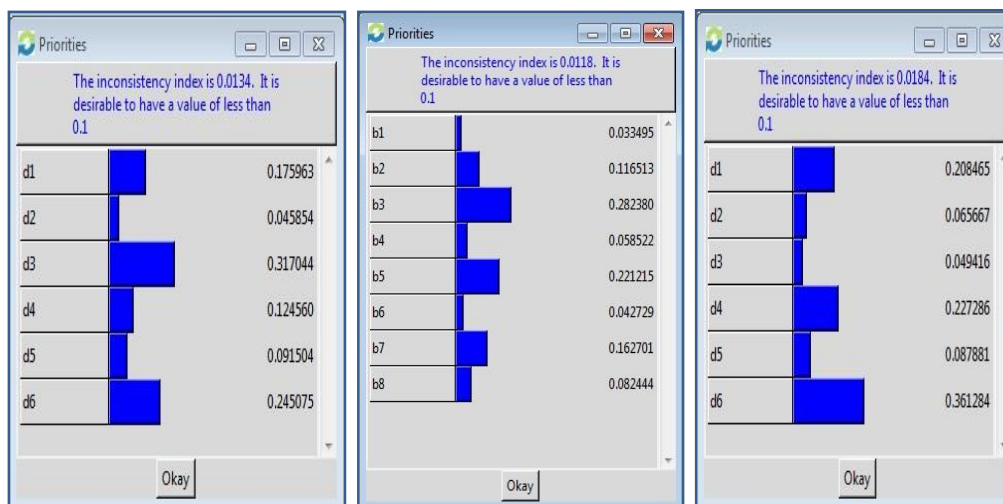 Priorities
The inconsistency index is 0.0134. It is
desirable to have a value of less than
0.1
d1 0.175963
d2 0.045854
d3 0.317044
d4 0.124560
d5 0.091504
d6 0.245075
Okay
Priorities
The inconsistency index is 0.0118. It is
desirable to have a value of less than
0.1
b1 0.033495
b2 0.116513
b3 0.282380
b4 0.058522
b5 0.221215
b6 0.042729
b7 0.162701
b8 0.082444
Okay
Priorities
The inconsistency index is 0.0184. It is
desirable to have a value of less than
0.1
d1 0.208465
d2 0.065667
d3 0.049416
d4 0.227286
d5 0.087881
d6 0.361284
Okay